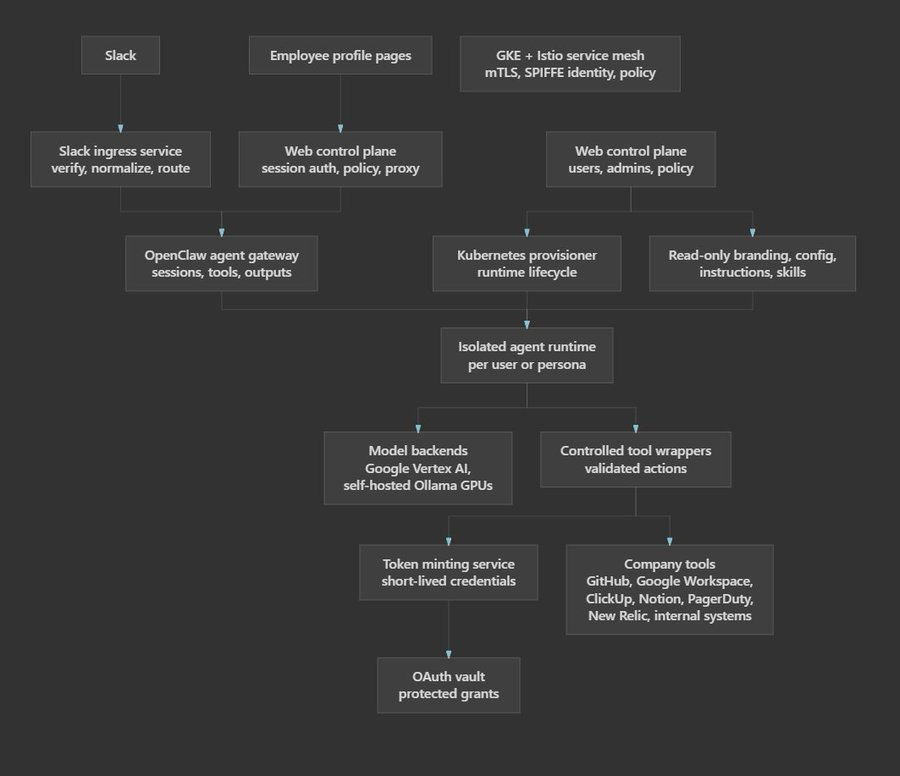 Slack
Employee profile pages
GKE + Istio service mesh
mTLS, SPIFFE identity, policy
Slack ingress service
verify, normalize, route
Web control plane
session auth, policy, proxy
Web control plane
users, admins, policy
OpenClaw agent gateway
sessions, tools, outputs
Kubernetes provisioner
runtime lifecycle
Read-only branding, config,
instructions, skills
Isolated agent runtime
per user or persona
Model backends
Google Vertex AI,
self-hosted Ollama GPUs
Controlled tool wrappers
validated actions
Token minting service
short-lived credentials
Company tools
GitHub, Google Workspace,
ClickUp, Notion, PagerDuty,
New Relic, internal systems
OAuth vault
protected grants